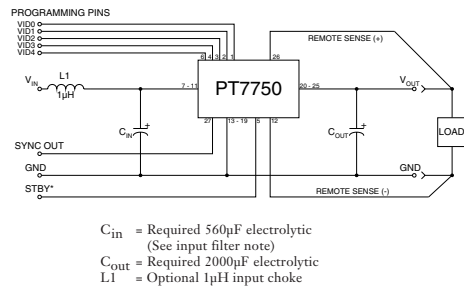 PROGRAMMING PINS
VID0
VID1
VID2
VID3
VID4
6 4 3 2 1
26
REMOTE SENSE (+)
VIN
L1
1µH
7 - 11
PT7750
20 - 25
VOUT
CIN
+
COUT
+
LOAD
27
13 - 19
5
12
SYNC OUT
GND
GND
STBY*
REMOTE SENSE (-)
Cin = Required 560µF electrolytic
(See input filter note)
Cout = Required 2000µF electrolytic
L1 = Optional 1µH input choke